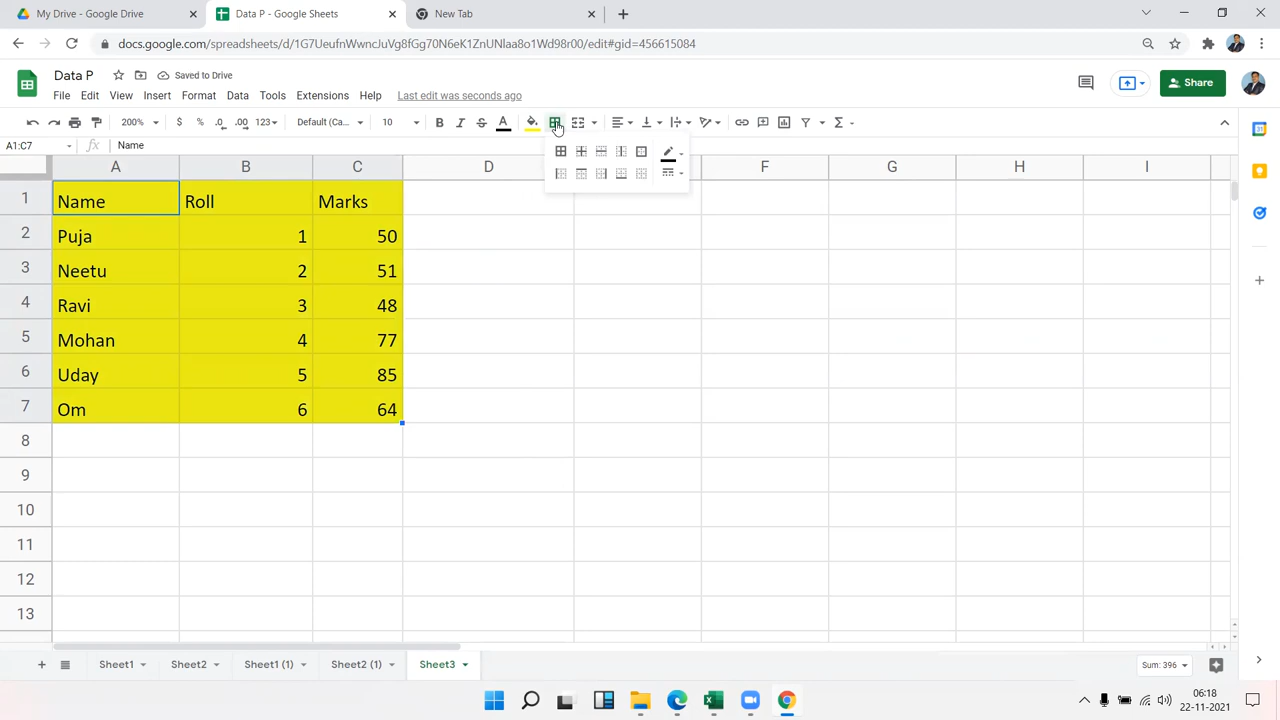 My Drive - Google Drive
Data P - Google Sheets
New Tab
docs.google.com/spreadsheets/d/1G7UeufnWwncJuVg8fGg70N6eK1ZnUNlaa8o1Wd98r00/edit#gid=456615084
Data P
Saved to Drive
File Edit View Insert Format Data Tools Extensions Help Last edit was seconds ago
Share
200% $ % .0 .00 123 Default (Ca... 10 B I S A
A1:C7 fx Name
A B C D F G H I
1 Name Roll Marks
2 Puja 1 50
3 Neetu 2 51
4 Ravi 3 48
5 Mohan 4 77
6 Uday 5 85
7 Om 6 64
8
9
10
11
12
13
Sheet1 Sheet2 Sheet1 (1) Sheet2 (1) Sheet3 Sum: 396
06:18
22-11-2021